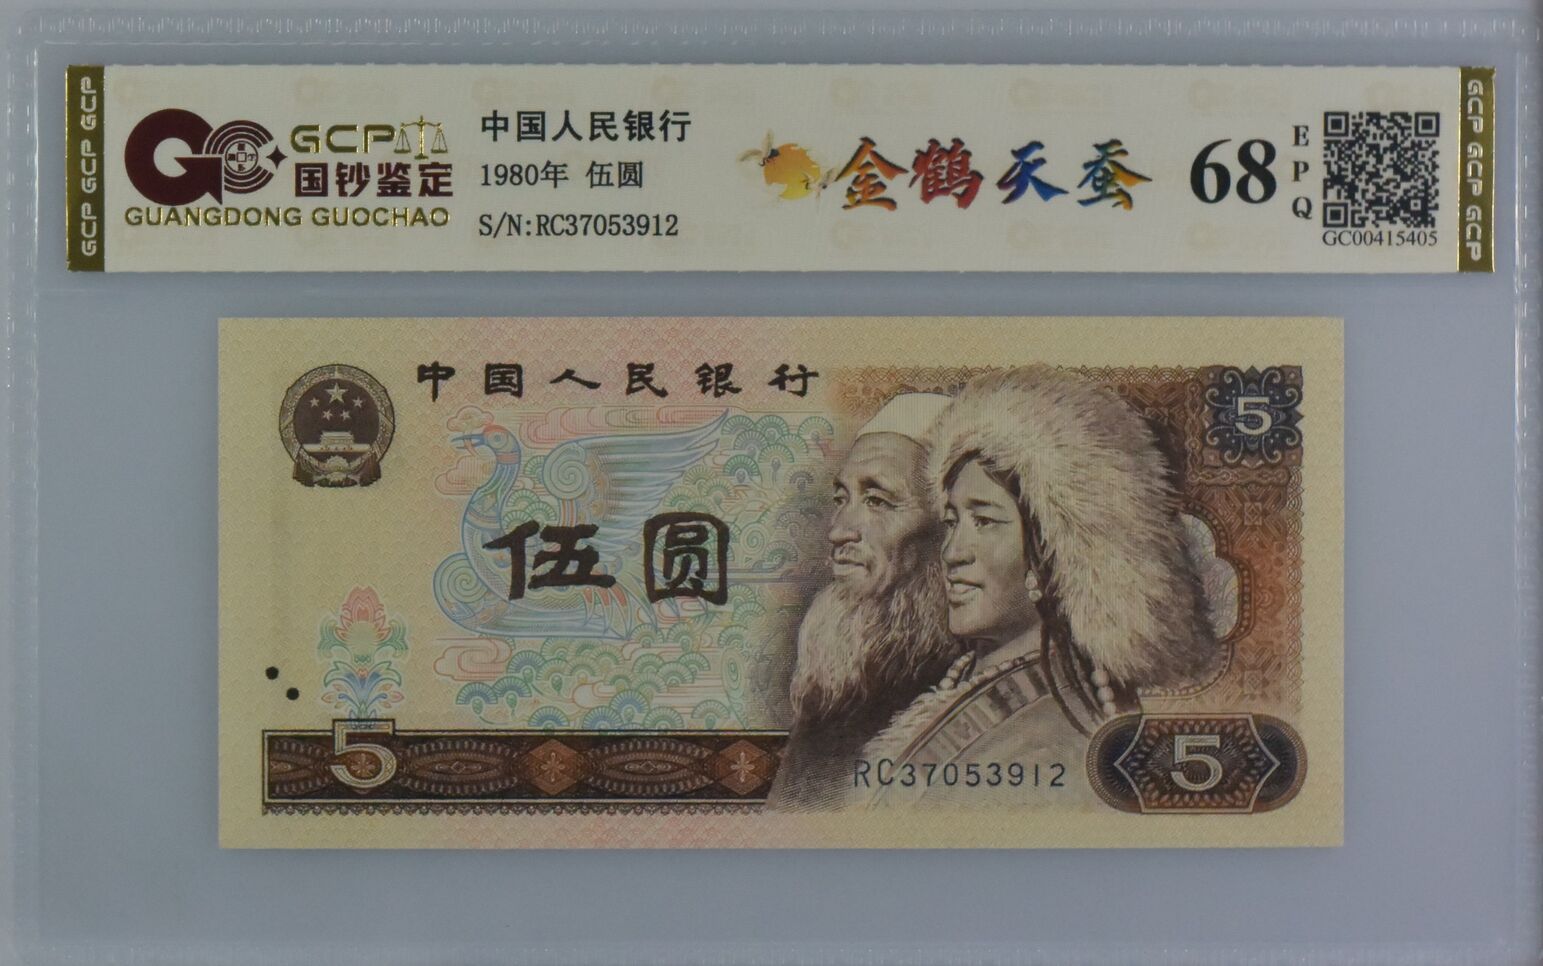 GCP GCP GCP
GCP
国钞鉴定
GUANGDONG GUOCHAO
中国人民银行
1980年 伍圆
S/N:RC37053912
金鹤天蚕
68
EPQ
GC00415405
GCP GCP GCP
中国人民银行
5
伍圆
5
RC37053912
5